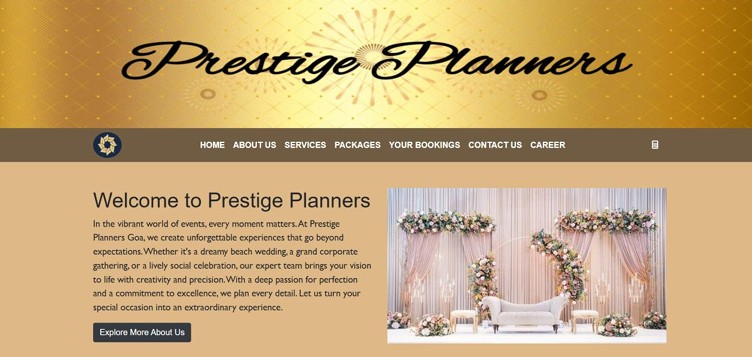 Prestige Planners
HOME ABOUT US SERVICES PACKAGES YOUR BOOKINGS CONTACT US CAREER
Welcome to Prestige Planners
In the vibrant world of events, every moment matters. At Prestige
Planners Goa, we create unforgettable experiences that go beyond
expectations. Whether it's a dreamy beach wedding, a grand corporate
gathering, or a lively social celebration, our expert team brings your vision
to life with creativity and precision. With a deep passion for perfection
and a commitment to excellence, we plan every detail. Let us turn your
special occasion into an extraordinary experience.
Explore More About Us